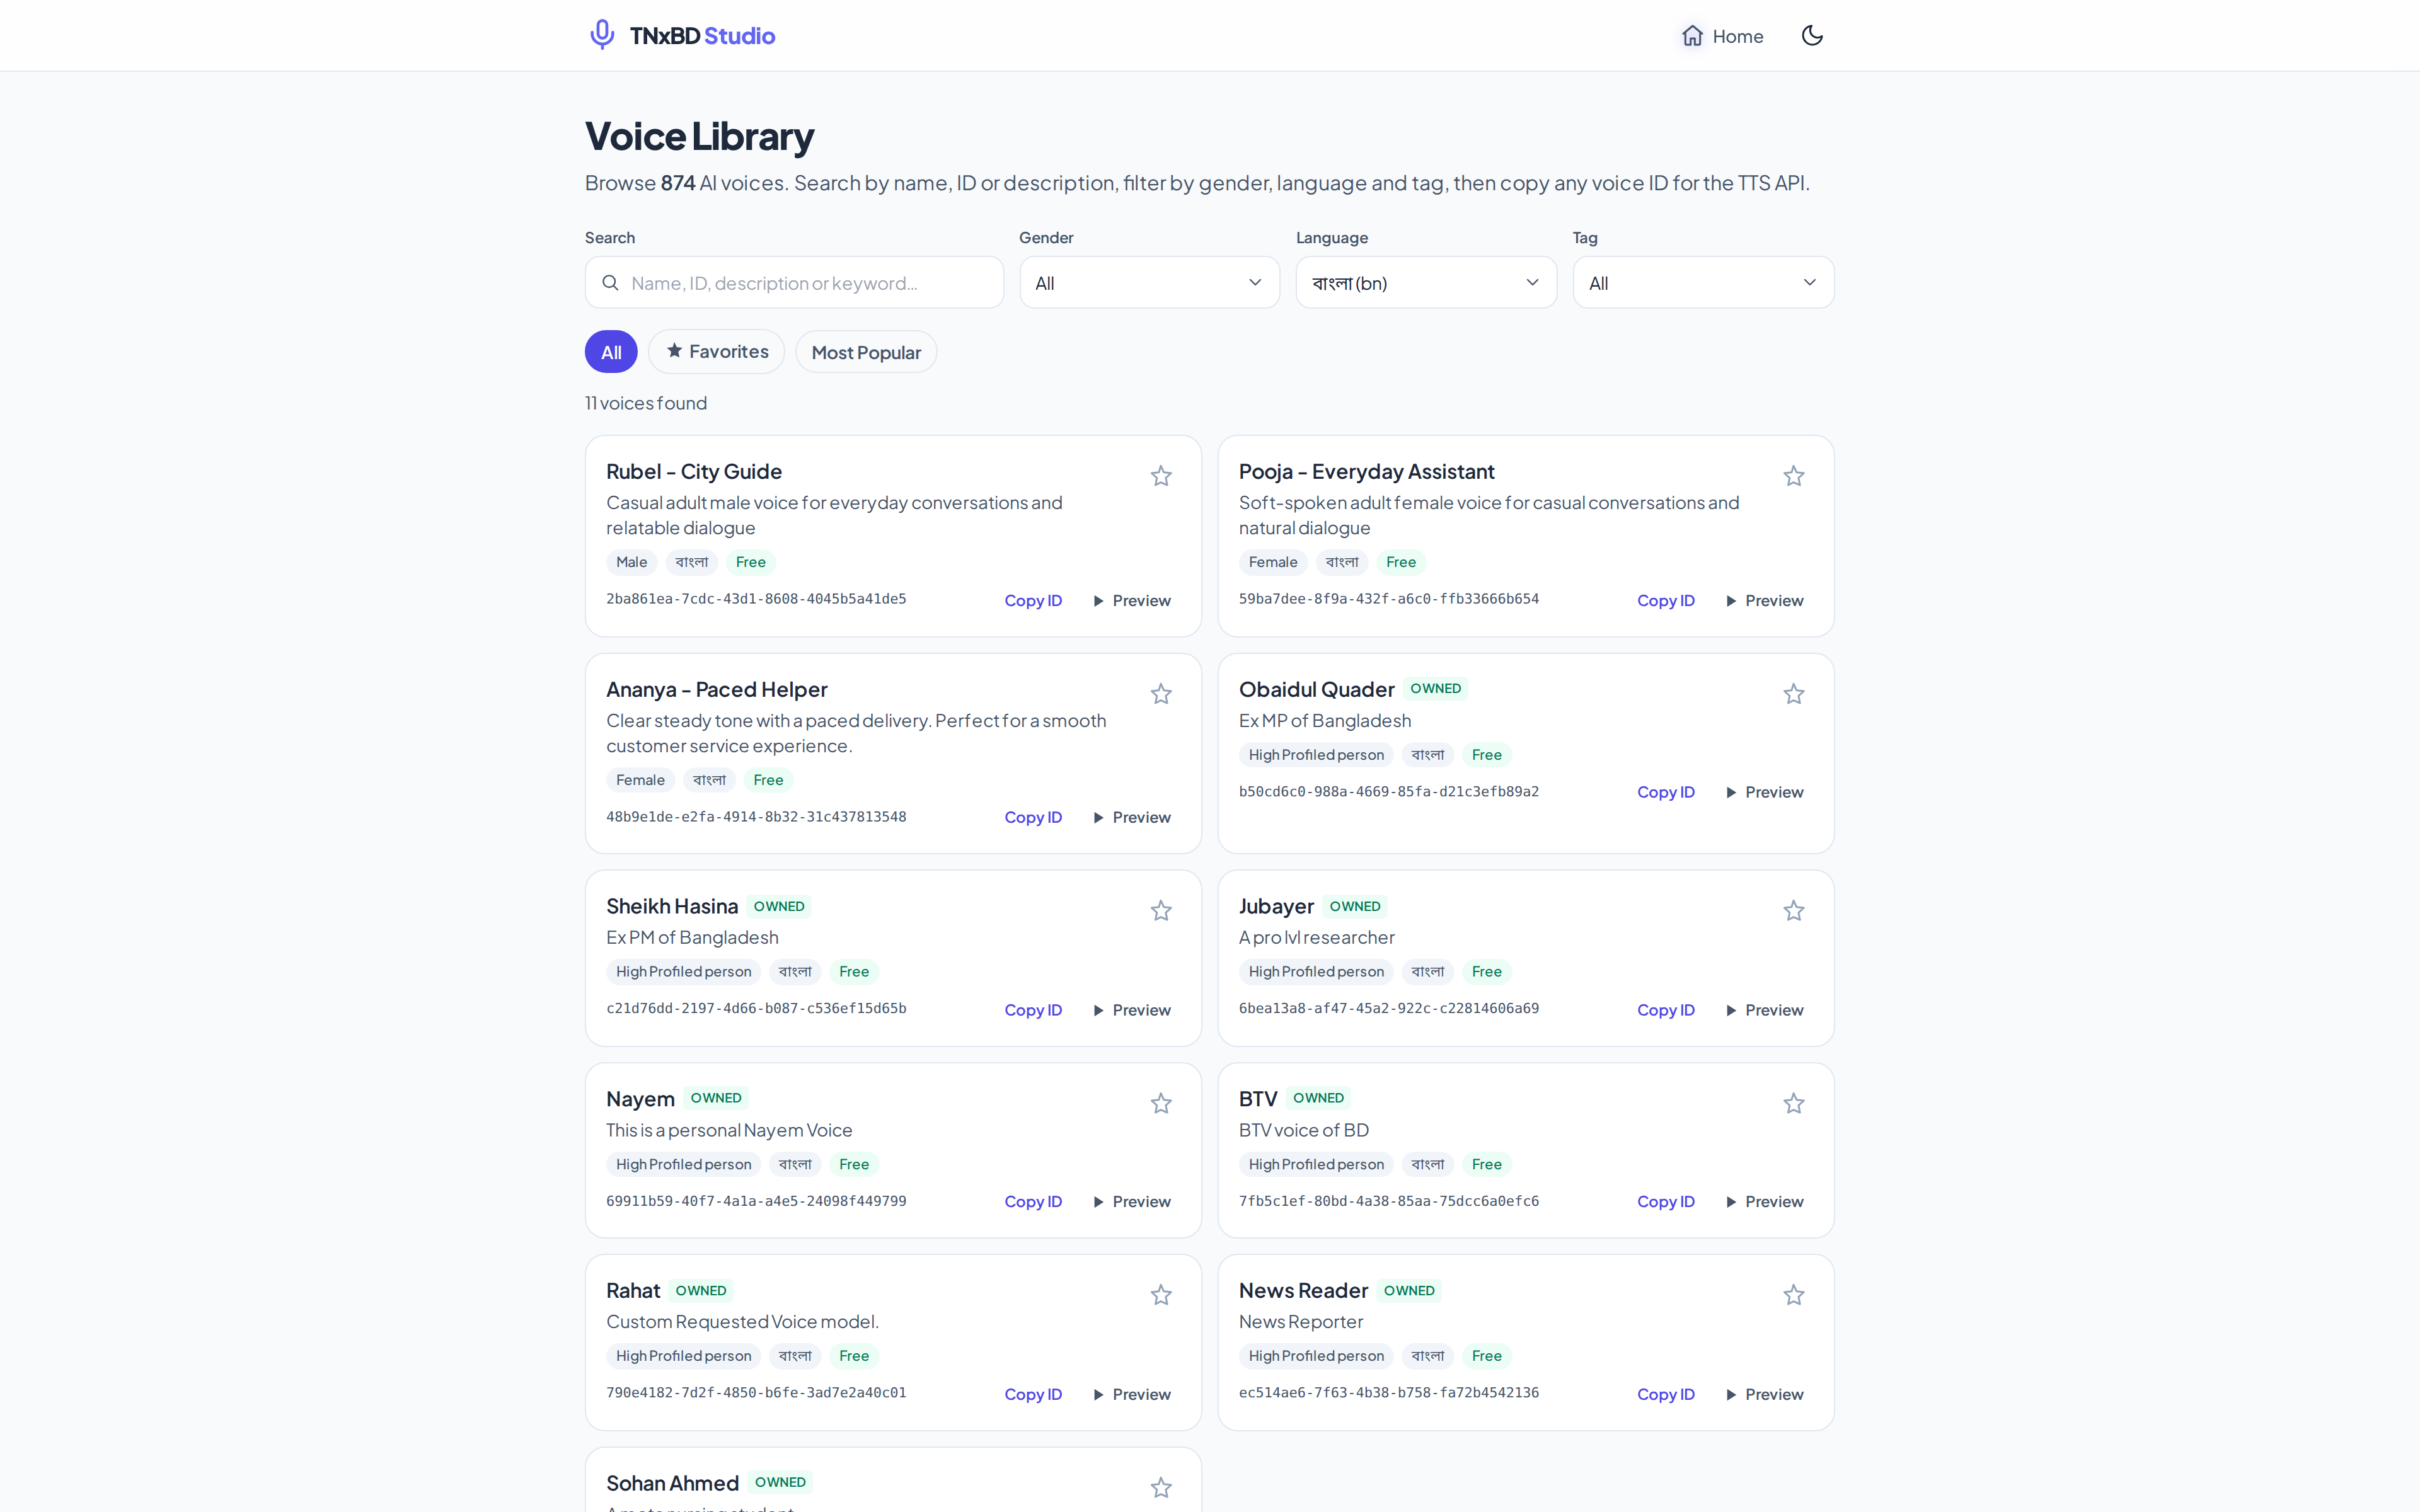 TNxBD Studio
Home
Voice Library
Browse 874 AI voices. Search by name, ID or description, filter by gender, language and tag, then copy any voice ID for the TTS API.
Search Gender Language Tag
Name, ID, description or keyword... All বাংলা (bn) All
All ★ Favorites Most Popular
11 voices found
Rubel - City Guide
Casual adult male voice for everyday conversations and
relatable dialogue
Male বাংলা Free
2ba861ea-7cdc-43d1-8608-4045b5a41de5 Copy ID Preview
Pooja - Everyday Assistant
Soft-spoken adult female voice for casual conversations and
natural dialogue
Female বাংলা Free
59ba7dee-8f9a-432f-a6c0-ffb33666b654 Copy ID Preview
Ananya - Paced Helper
Clear steady tone with a paced delivery. Perfect for a smooth
customer service experience.
Female বাংলা Free
48b9e1de-e2fa-4914-8b32-31c437813548 Copy ID Preview
Obaidul Quader OWNED
Ex MP of Bangladesh
High Profiled person বাংলা Free
b50cd6c0-988a-4669-85fa-d21c3efb89a2 Copy ID Preview
Sheikh Hasina OWNED
Ex PM of Bangladesh
High Profiled person বাংলা Free
c21d76dd-2197-4d66-b087-c536ef15d65b Copy ID Preview
Jubayer OWNED
A pro lvl researcher
High Profiled person বাংলা Free
6bea13a8-af47-45a2-922c-c22814606a69 Copy ID Preview
Nayem OWNED
This is a personal Nayem Voice
High Profiled person বাংলা Free
69911b59-40f7-4a1a-a4e5-24098f449799 Copy ID Preview
BTV OWNED
BTV voice of BD
High Profiled person বাংলা Free
7fb5c1ef-80bd-4a38-85aa-75dcc6a0efc6 Copy ID Preview
Rahat OWNED
Custom Requested Voice model.
High Profiled person বাংলা Free
790e4182-7d2f-4850-b6fe-3ad7e2a40c01 Copy ID Preview
News Reader OWNED
News Reporter
High Profiled person বাংলা Free
ec514ae6-7f63-4b38-b758-fa72b4542136 Copy ID Preview
Sohan Ahmed OWNED